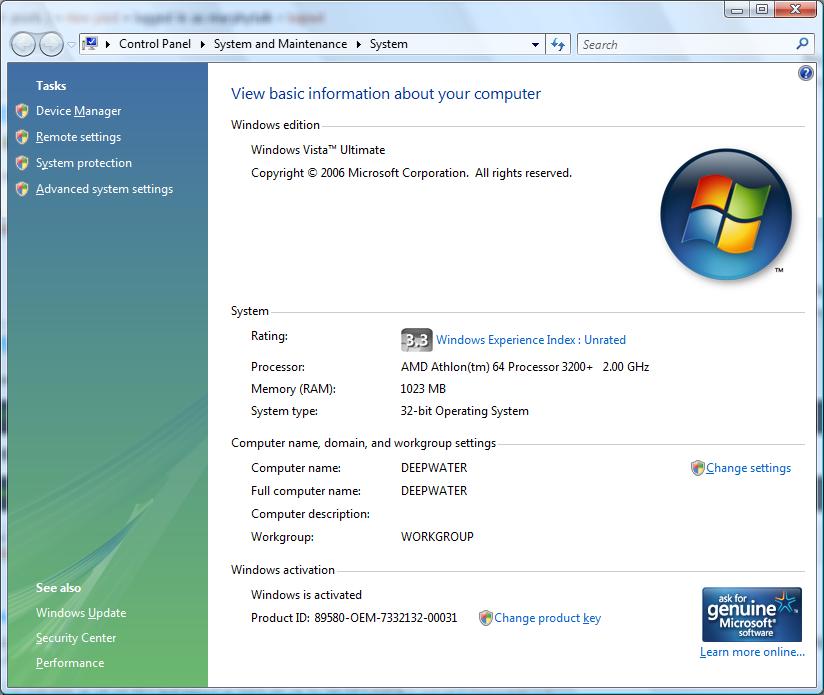 Control Panel ▸ System and Maintenance ▸ System
Search
Tasks
Device Manager
Remote settings
System protection
Advanced system settings
View basic information about your computer
Windows edition
Windows Vista™ Ultimate
Copyright © 2006 Microsoft Corporation. All rights reserved.
TM
System
Rating: 3.3 Windows Experience Index : Unrated
Processor: AMD Athlon(tm) 64 Processor 3200+ 2.00 GHz
Memory (RAM): 1023 MB
System type: 32-bit Operating System
Computer name, domain, and workgroup settings
Computer name: DEEPWATER
Change settings
Full computer name: DEEPWATER
Computer description:
Workgroup: WORKGROUP
Windows activation
Windows is activated
Product ID: 89580-OEM-7332132-00031
Change product key
ask for
genuine
Microsoft®
software
Learn more online...
See also
Windows Update
Security Center
Performance